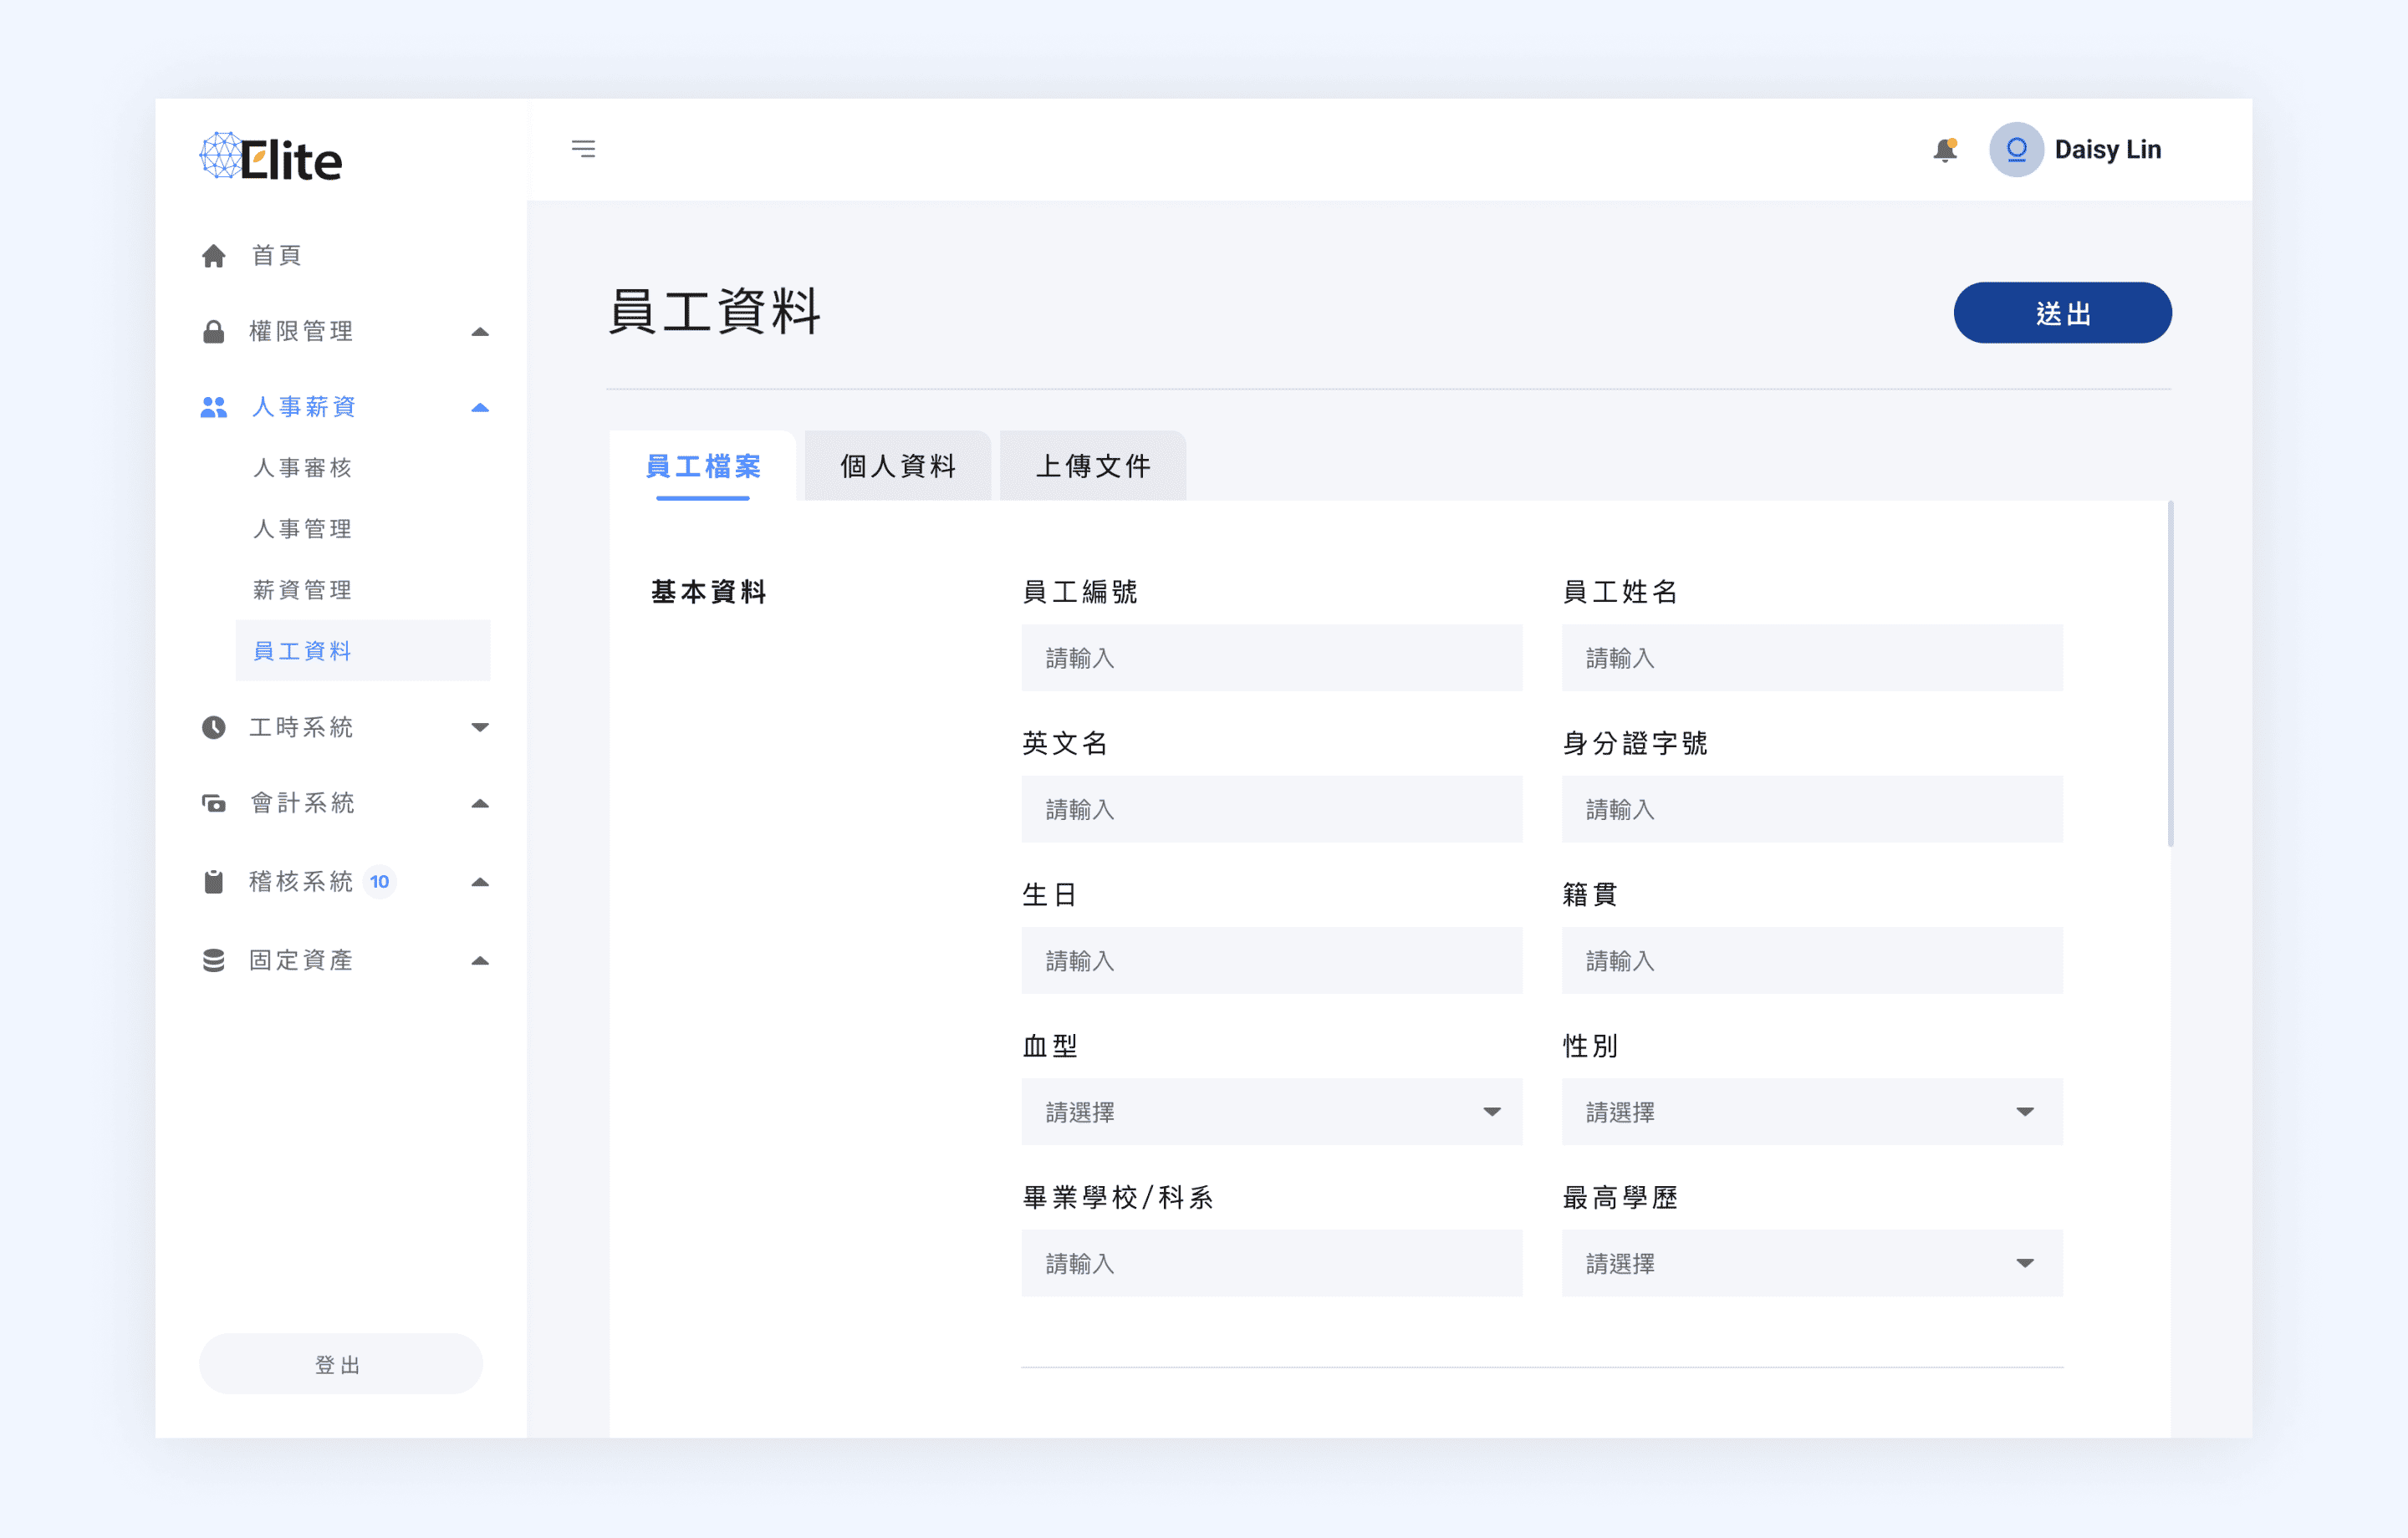 Elite
Daisy Lin
首頁
權限管理
人事薪資
人事審核
人事管理
薪資管理
員工資料
工時系統
會計系統
稽核系統 10
固定資產
登出
員工資料
送出
員工檔案 個人資料 上傳文件
基本資料
員工編號 員工姓名
請輸入 請輸入
英文名 身分證字號
請輸入 請輸入
生日 籍貫
請輸入 請輸入
血型 性別
請選擇 請選擇
畢業學校/科系 最高學歷
請輸入 請選擇